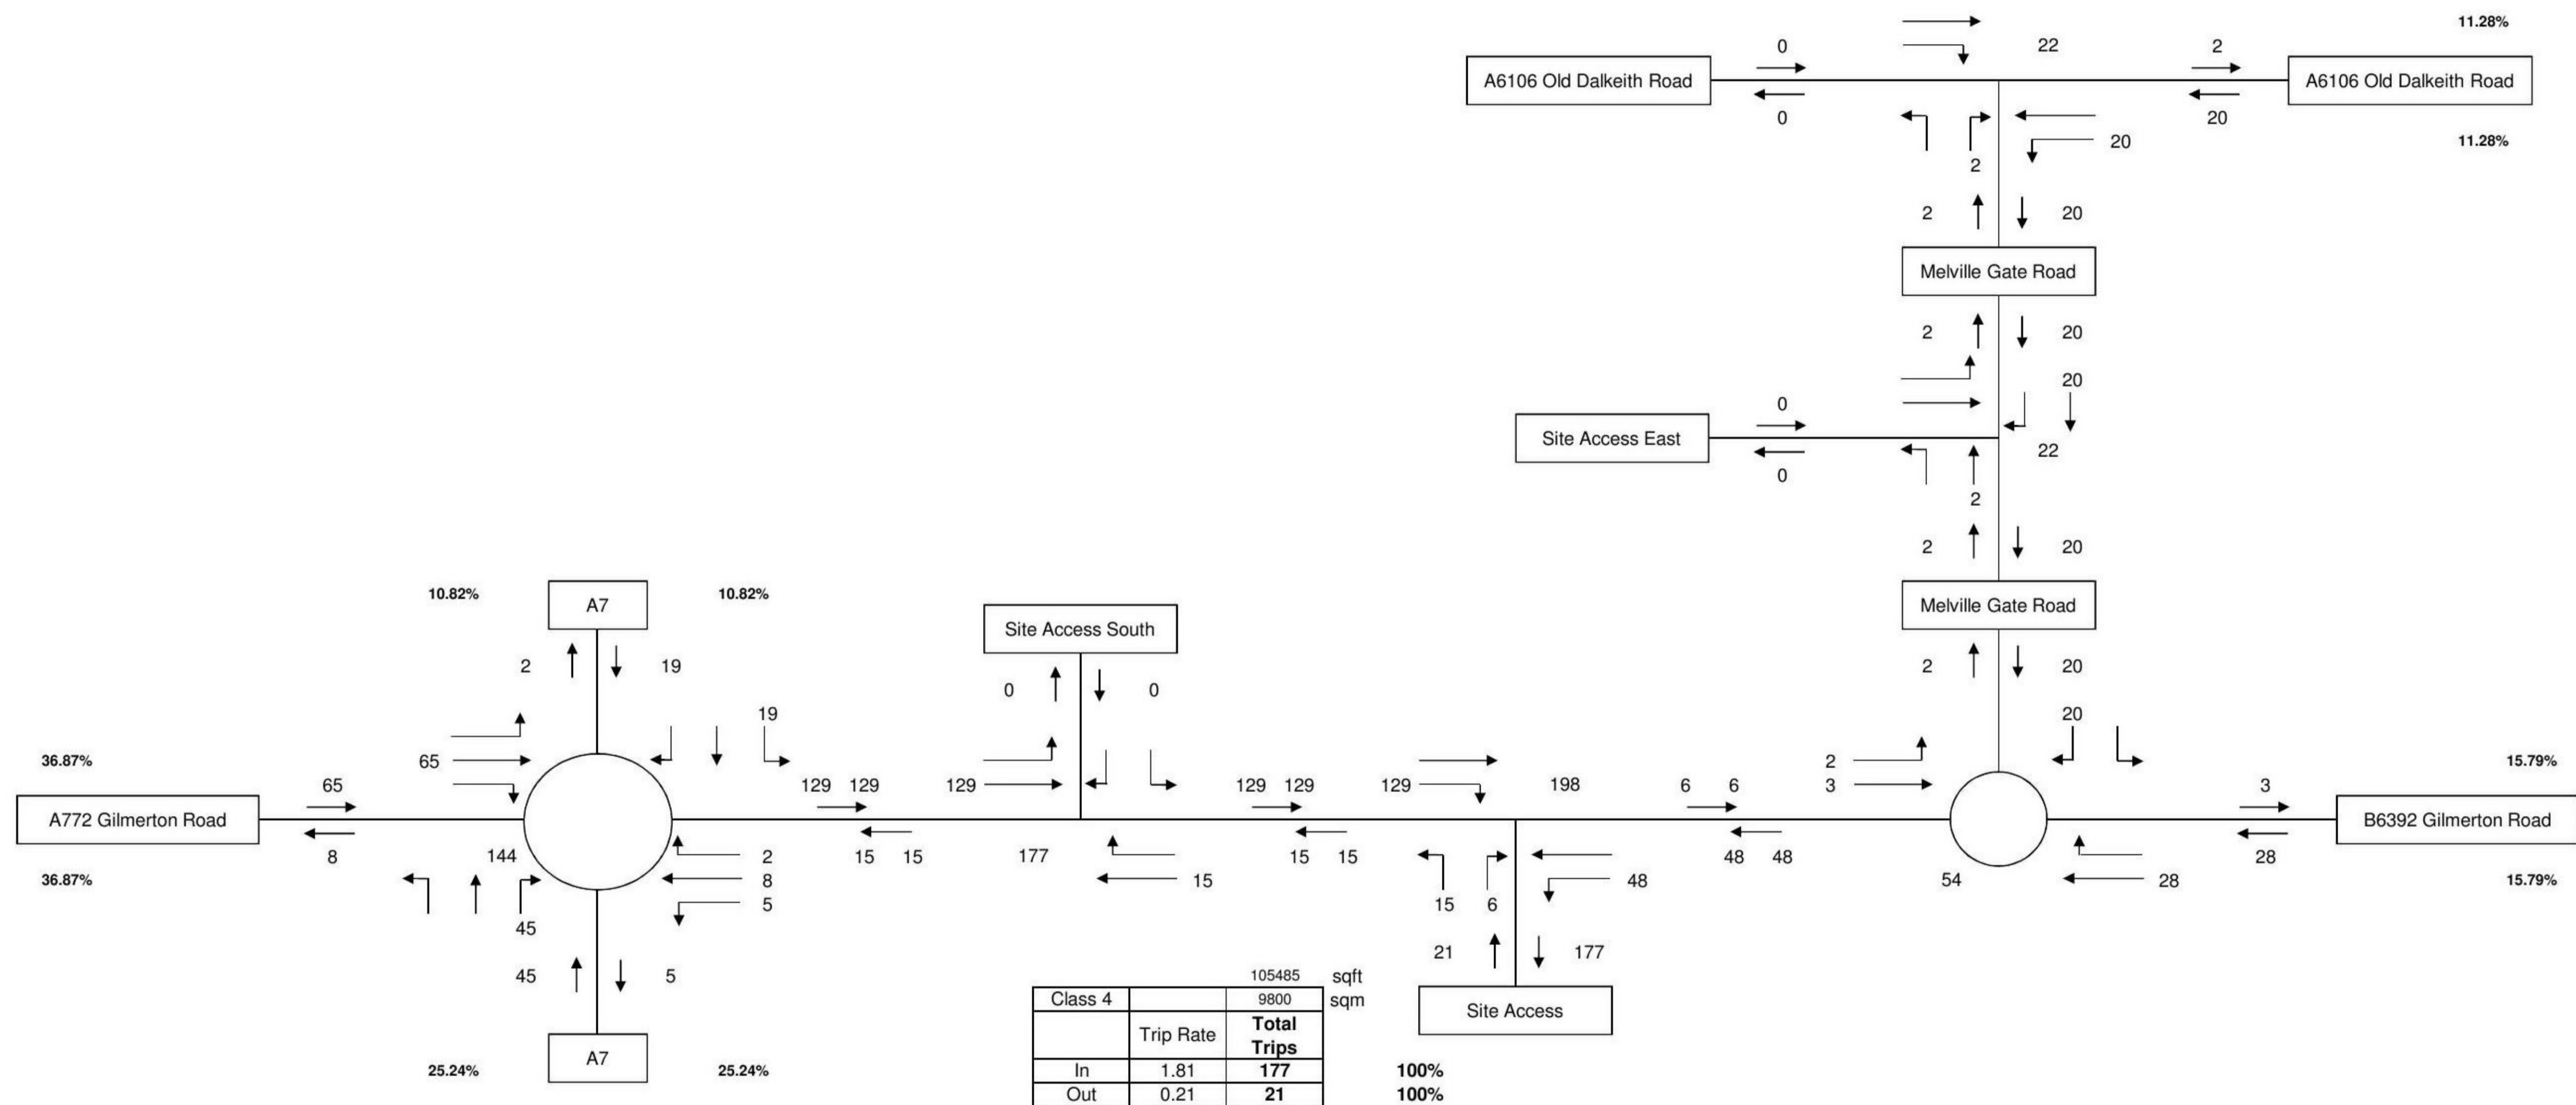 11.28%
0 22 2
A6106 Old Dalkeith Road A6106 Old Dalkeith Road
0 20
20 11.28%
2
2 20
Melville Gate Road
2 20
20
0
Site Access East
22
0
2
2 20
10.82% A7 10.82% Melville Gate Road
Site Access South
2 19 2 20
0 0
19 20
36.87% 65 2 15.79%
65 129 129 129 129 129 129 198 6 6 3 3
A772 Gilmerton Road B6392 Gilmerton Road
8 144 2 15 15 177 15 15 48 48 28
36.87% 8 15 48 54 28 15.79%
5 15 6
45
21 177
45 5 105485 sqft
Class 4 9800 sqm
Site Access
Trip Rate Total
Trips
A7
25.24% 25.24% In 1.81 177 100%
Out 0.21 21 100%